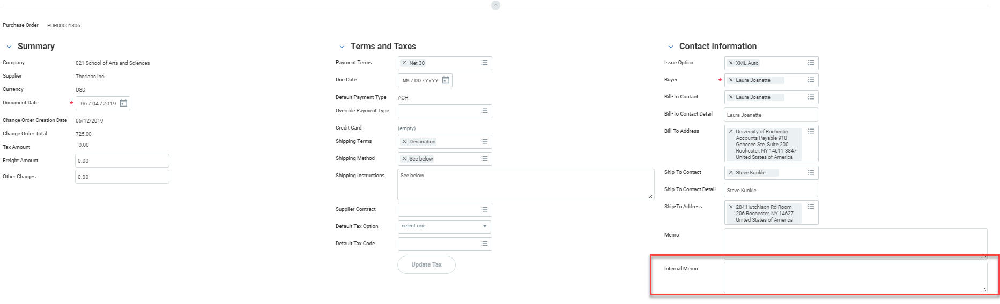 Purchase Order PUR00001306
Summary
Company 021 School of Arts and Sciences
Supplier Thorlabs Inc
Currency USD
Document Date * 06 / 04 / 2019
Change Order Creation Date 06/12/2019
Change Order Total 725.00
Tax Amount 0.00
Freight Amount 0.00
Other Charges 0.00
Terms and Taxes
Payment Terms × Net 30
Due Date MM / DD / YYYY
Default Payment Type ACH
Override Payment Type
Credit Card (empty)
Shipping Terms × Destination
Shipping Method × See below
Shipping Instructions See below
Supplier Contract
Default Tax Option select one
Default Tax Code
Update Tax
Contact Information
Issue Option × XML Auto
Buyer * × Laura Joanette
Bill-To Contact × Laura Joanette
Bill-To Contact Detail Laura Joanette
Bill-To Address × University of Rochester
Accounts Payable 910
Genesee Ste, Suite 200
Rochester, NY 14611-3847
United States of America
Ship-To Contact × Steve Kunkle
Ship-To Contact Detail Steve Kunkle
Ship-To Address × 284 Hutchison Rd Room
206 Rochester, NY 14627
United States of America
Memo
Internal Memo